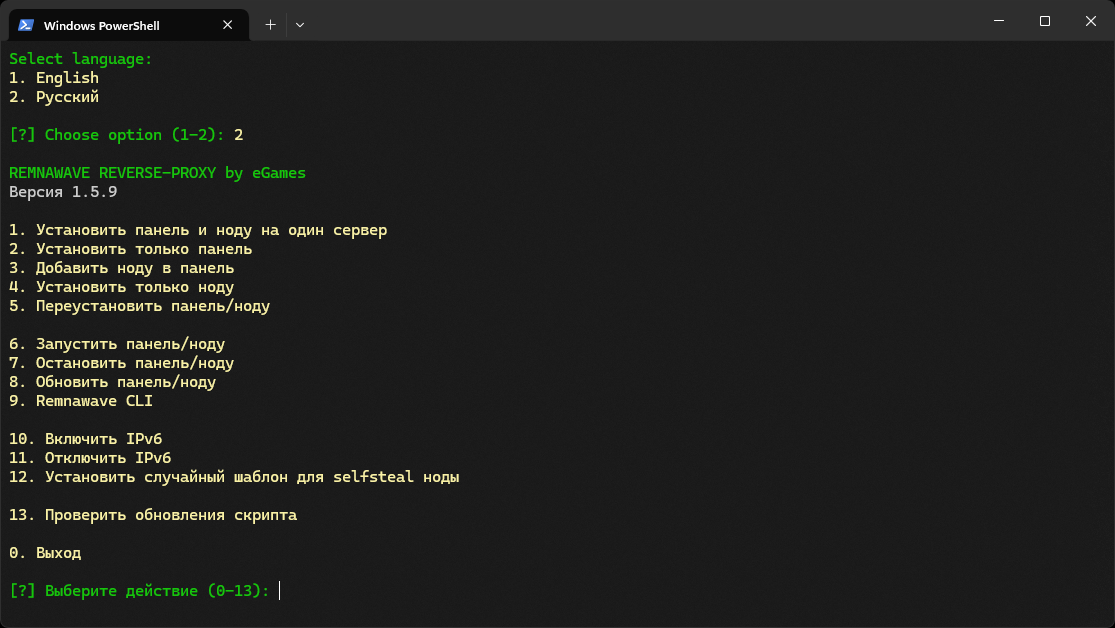 Windows PowerShell
Select language:
1. English
2. Русский
[?] Choose option (1-2): 2
REMNAWAVE REVERSE-PROXY by eGames
Версия 1.5.9
1. Установить панель и ноду на один сервер
2. Установить только панель
3. Добавить ноду в панель
4. Установить только ноду
5. Переустановить панель/ноду
6. Запустить панель/ноду
7. Остановить панель/ноду
8. Обновить панель/ноду
9. Remnawave CLI
10. Включить IPv6
11. Отключить IPv6
12. Установить случайный шаблон для selfsteal ноды
13. Проверить обновления скрипта
0. Выход
[?] Выберите действие (0-13):